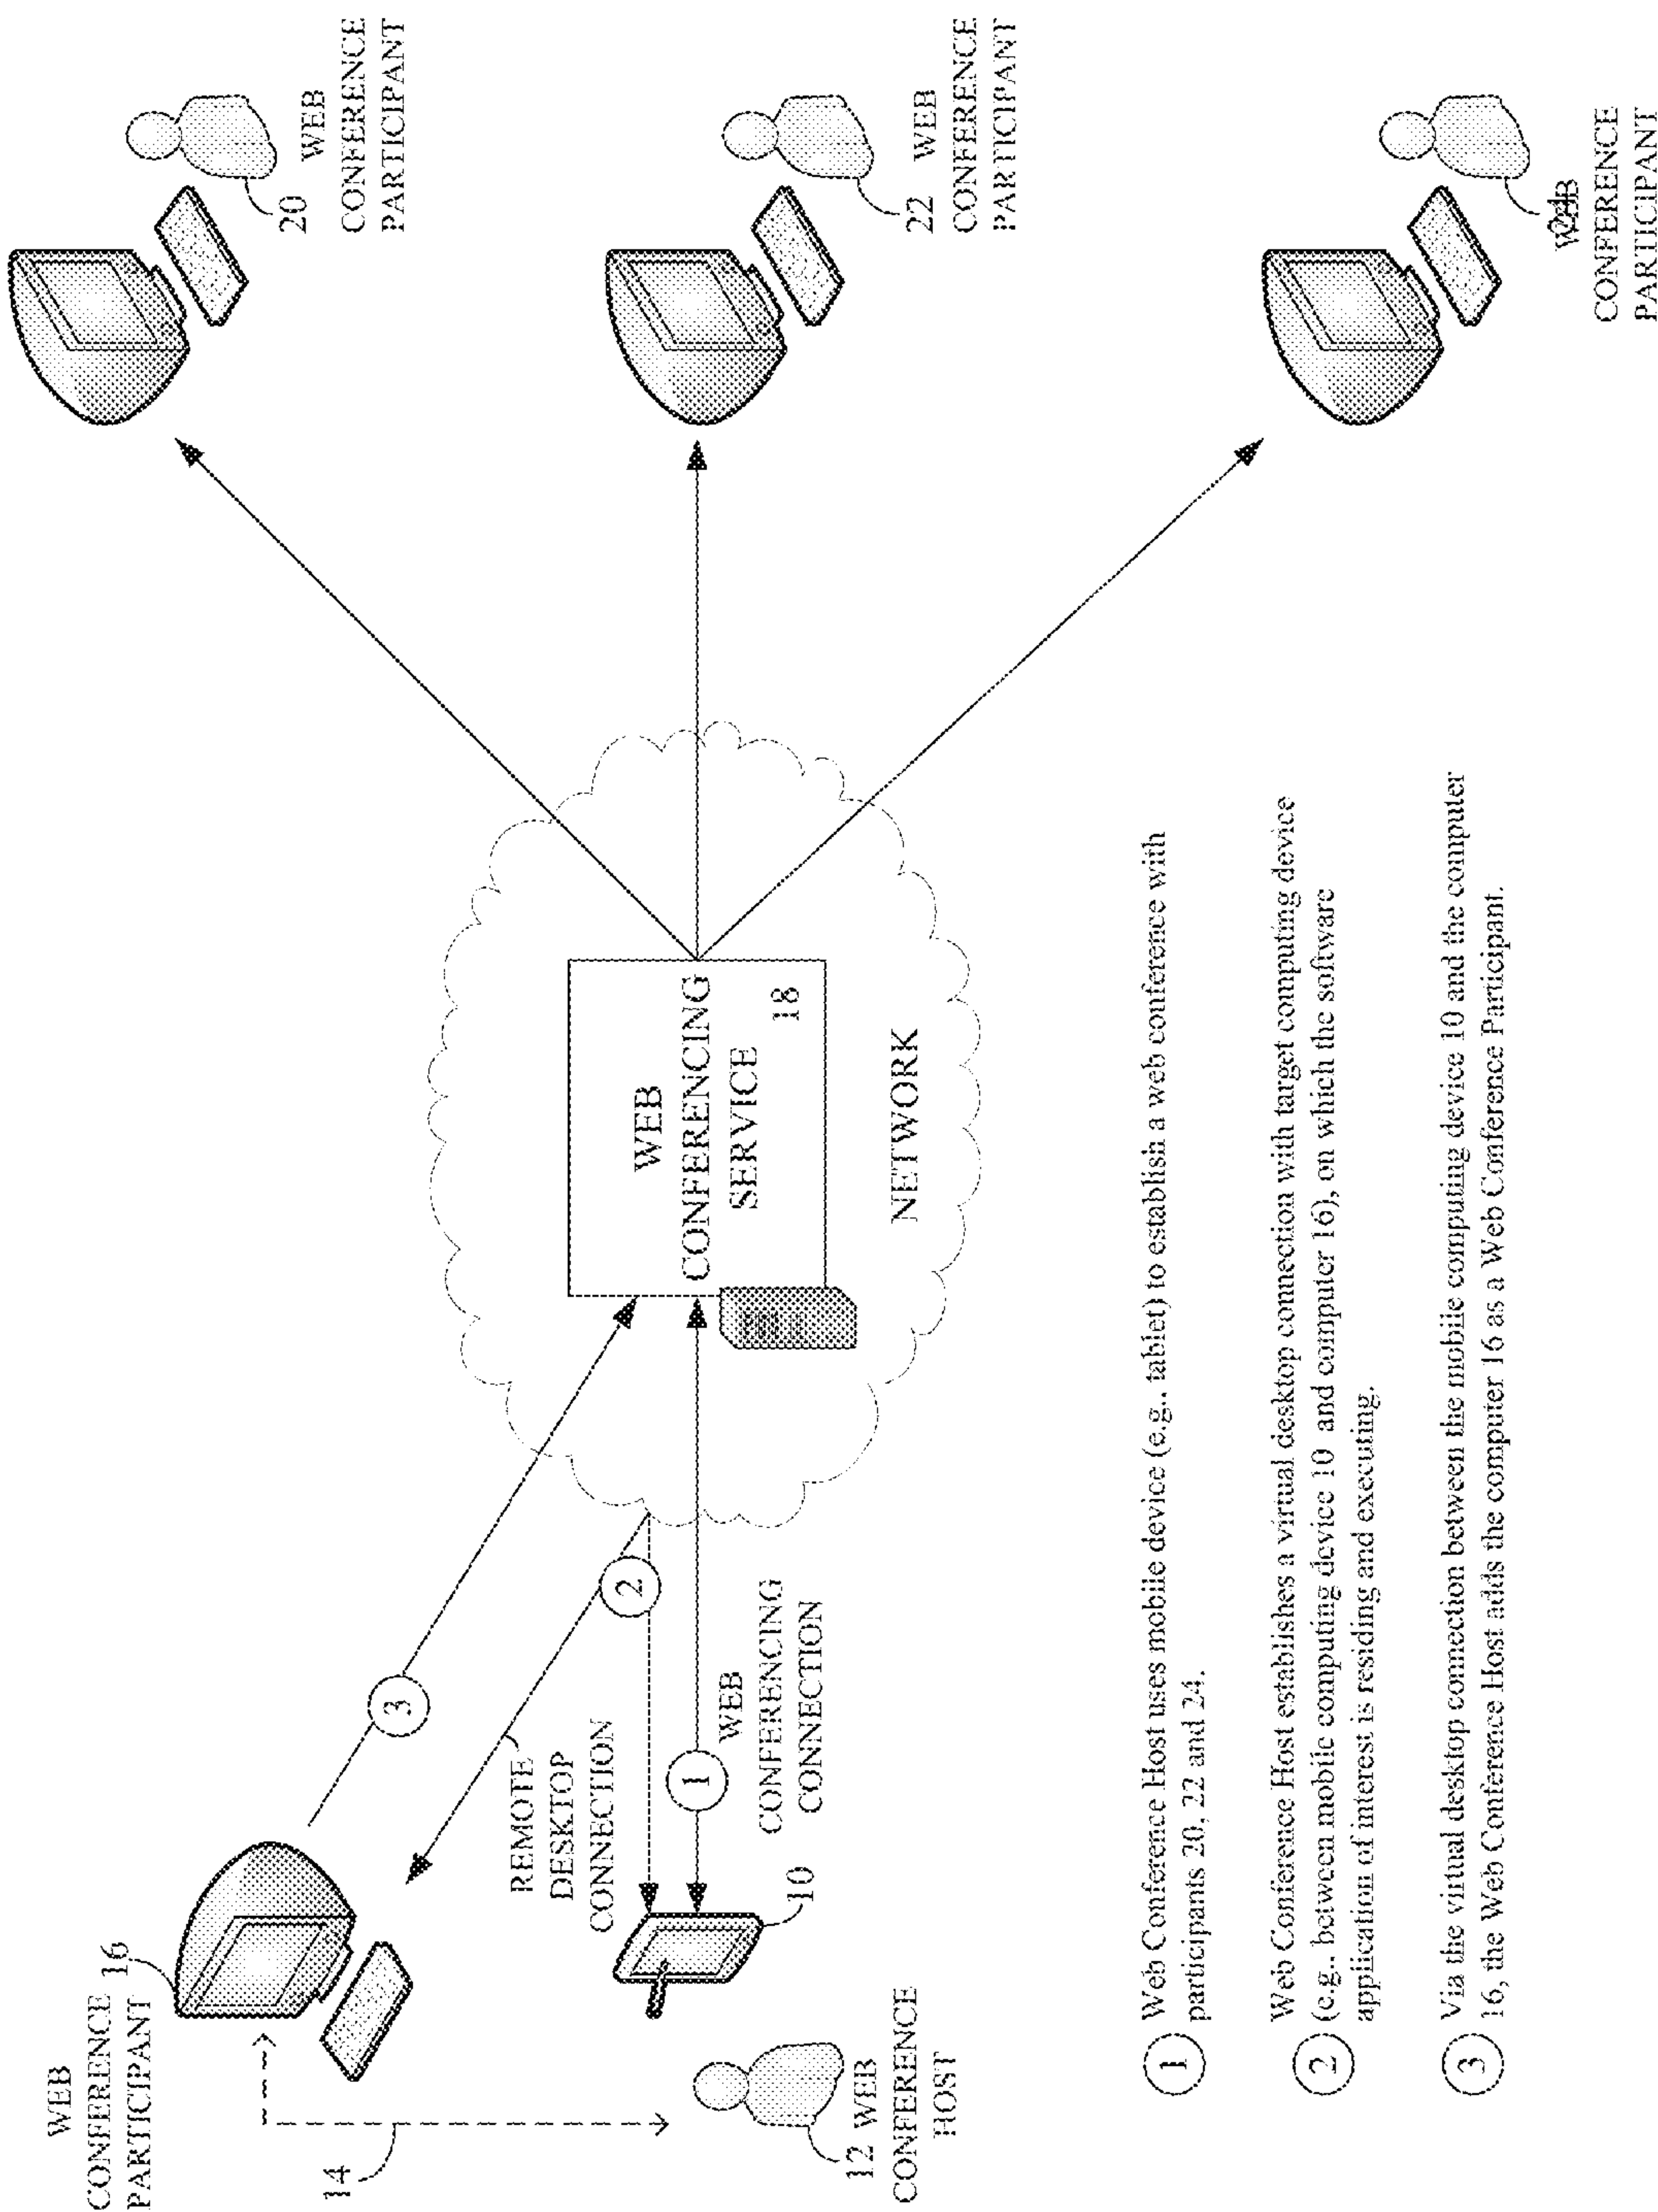 WEB
CONFERENCE
PARTICIPANT
16
14
12 WEB
CONFERENCE
HOST
10
REMOTE
DESKTOP
CONNECTION
3
2
1
WEB
CONFERENCING
CONNECTION
WEB
CONFERENCING
SERVICE
18
NETWORK
20
WEB
CONFERENCE
PARTICIPANT
22
WEB
CONFERENCE
PARTICIPANT
24
WEB
CONFERENCE
PARTICIPANT
1 Web Conference Host uses mobile device (e.g., tablet) to establish a web conference with
participants 20, 22 and 24.
Web Conference Host establishes a virtual desktop connection with target computing device
2 (e.g., between mobile computing device 10 and computer 16), on which the software
application of interest is residing and executing.
3 Via the virtual desktop connection between the mobile computing device 10 and the computer
16, the Web Conference Host adds the computer 16 as a Web Conference Participant.